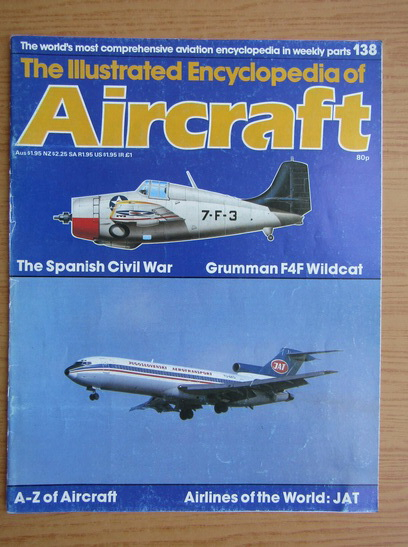 The world's most comprehensive aviation encyclopedia in weekly parts 138
The Illustrated Encyclopedia of
Aircraft
Aus $1.95 NZ $2.25 SA R1.95 US $1.95 IR £1
80p
7-F-3
The Spanish Civil War
Grumman F4F Wildcat
JUGOSLOVENSKI AEROTRANSPORT
JAT
A-Z of Aircraft
Airlines of the World: JAT